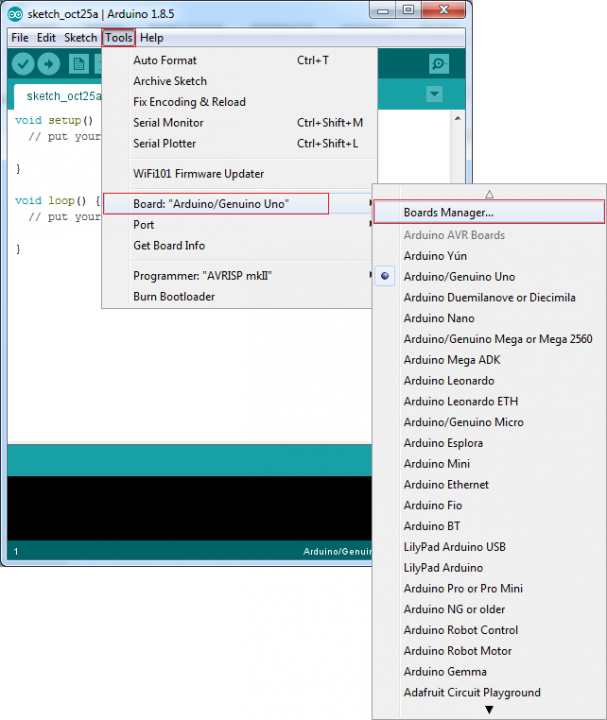 sketch_oct25a | Arduino 1.8.5
File Edit Sketch Tools Help
sketch_oct25a
void setup()
// put your
}
void loop() {
// put your
}
Auto Format Ctrl+T
Archive Sketch
Fix Encoding & Reload
Serial Monitor Ctrl+Shift+M
Serial Plotter Ctrl+Shift+L
WiFi101 Firmware Updater
Board: "Arduino/Genuino Uno"
Port
Get Board Info
Programmer: "AVRISP mkII"
Burn Bootloader
Boards Manager...
Arduino AVR Boards
Arduino Yún
Arduino/Genuino Uno
Arduino Duemilanove or Diecimila
Arduino Nano
Arduino/Genuino Mega or Mega 2560
Arduino Mega ADK
Arduino Leonardo
Arduino Leonardo ETH
Arduino/Genuino Micro
Arduino Esplora
Arduino Mini
Arduino Ethernet
Arduino Fio
Arduino BT
LilyPad Arduino USB
LilyPad Arduino
Arduino Pro or Pro Mini
Arduino NG or older
Arduino Robot Control
Arduino Robot Motor
Arduino Gemma
Adafruit Circuit Playground
1 Arduino/Genui